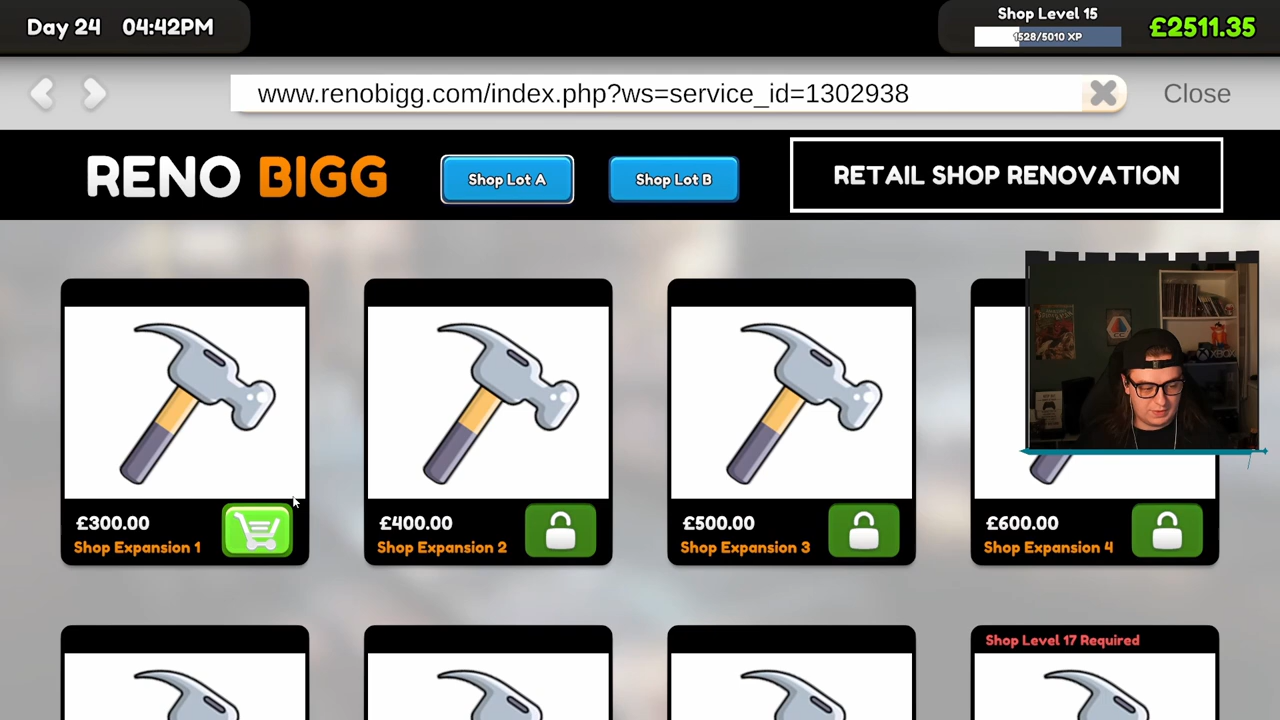 Day 24 04:42PM
Shop Level 15
1528/5010 XP
£2511.35
www.renobigg.com/index.php?ws=service_id=1302938
Close
RENO BIGG
Shop Lot A
Shop Lot B
RETAIL SHOP RENOVATION
£300.00
Shop Expansion 1
£400.00
Shop Expansion 2
£500.00
Shop Expansion 3
£600.00
Shop Expansion 4
Shop Level 17 Required